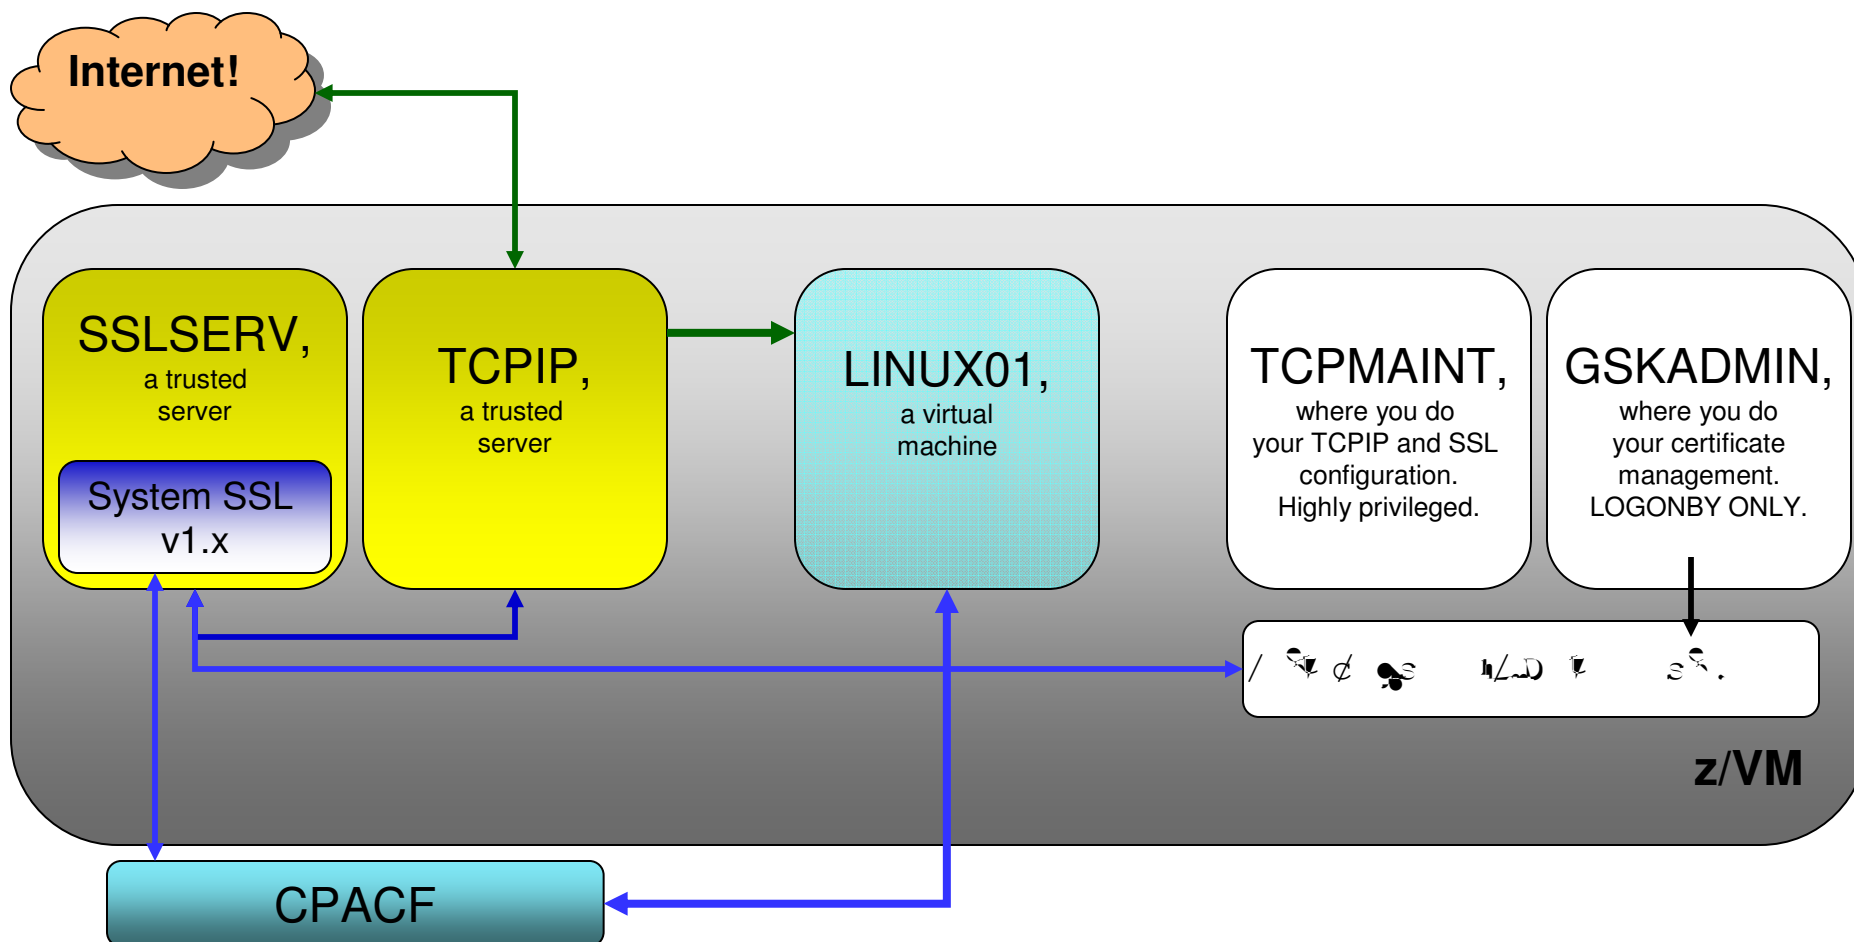 Internet!
SSLSERV,
a trusted
server
System SSL
v1.x
TCPIP,
a trusted
server
LINUX01,
a virtual
machine
TCPMAINT,
where you do
your TCPIP and SSL
configuration.
Highly privileged.
GSKADMIN,
where you do
your certificate
management.
LOGONBY ONLY.
z/VM
CPACF